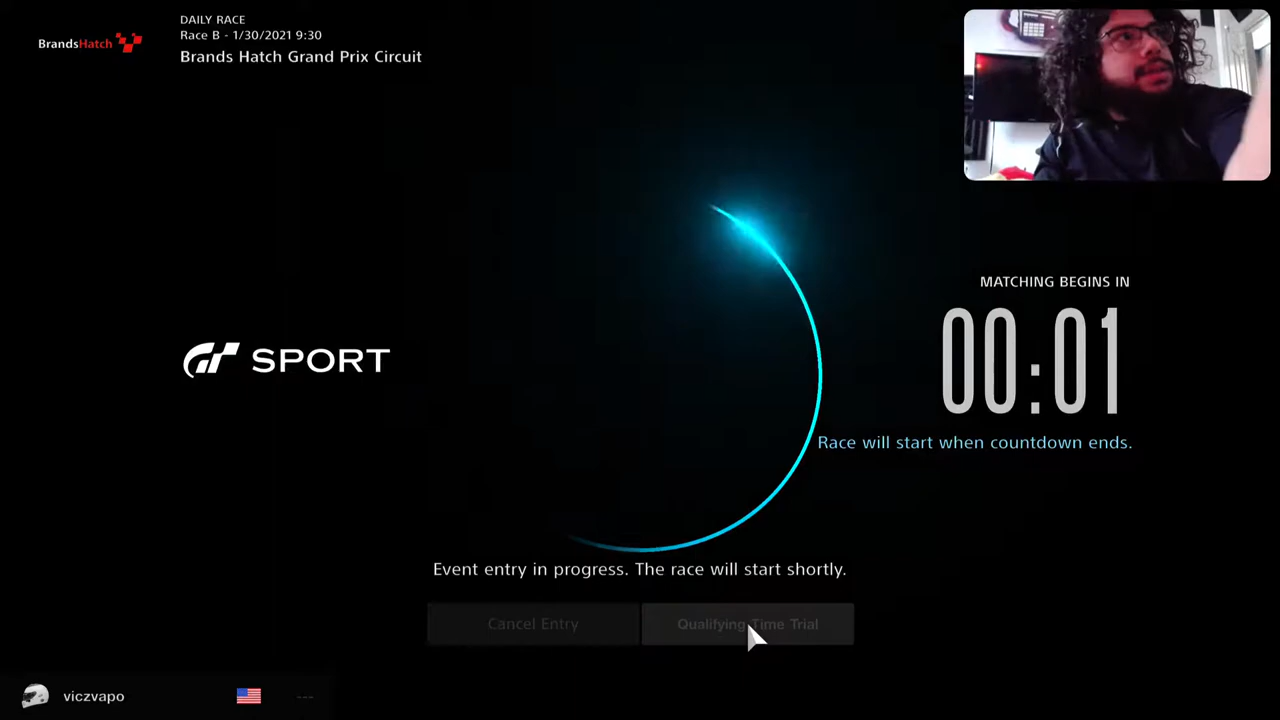 BrandsHatch
DAILY RACE
Race B - 1/30/2021 9:30
Brands Hatch Grand Prix Circuit
MATCHING BEGINS IN
00:01
GT SPORT
Race will start when countdown ends.
Event entry in progress. The race will start shortly.
Cancel Entry
Qualifying Time Trial
viczvapo
---